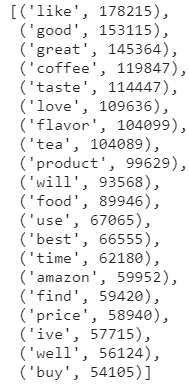 [('like', 178215),
('good', 153115),
('great', 145364),
('coffee', 119847),
('taste', 114447),
('love', 109636),
('flavor', 104099),
('tea', 104089),
('product', 99629),
('will', 93568),
('food', 89946),
('use', 67065),
('best', 66555),
('time', 62180),
('amazon', 59952),
('find', 59420),
('price', 58940),
('ive', 57715),
('well', 56124),
('buy', 54105)]